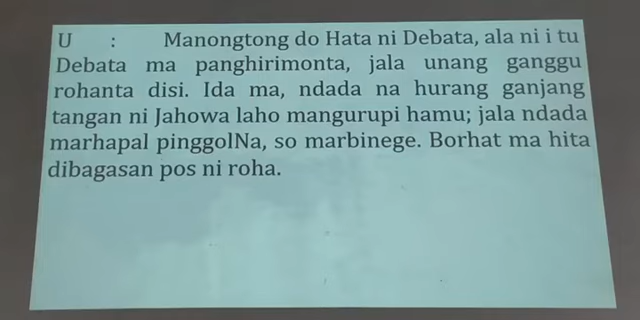 U : Manongtong do Hata ni Debata, ala ni i tu
Debata ma panghirimonta, jala unang ganggu
rohanta disi. Ida ma, ndada na hurang ganjang
tangan ni Jahowa laho mangurupi hamu; jala ndada
marhapal pinggolNa, so marbinege. Borhat ma hita
dibagasan pos ni roha.